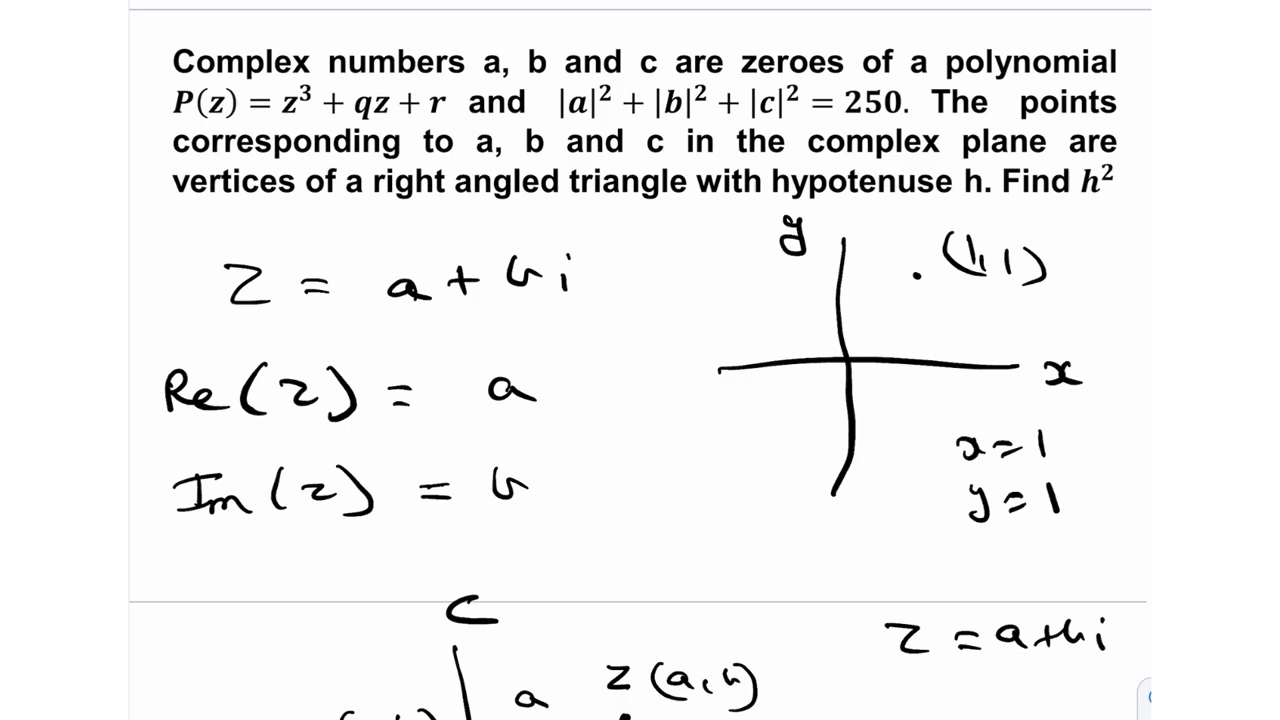 Complex numbers a, b and c are zeroes of a polynomial
P(z) = z³ + qz + r and |a|² + |b|² + |c|² = 250. The points
corresponding to a, b and c in the complex plane are
vertices of a right angled triangle with hypotenuse h. Find h²
y . (1, 1)
z = a + bi
x
Re(z) = a
x = 1
Im(z) = b
y = 1
C
z = a + bi
a z (a, b)